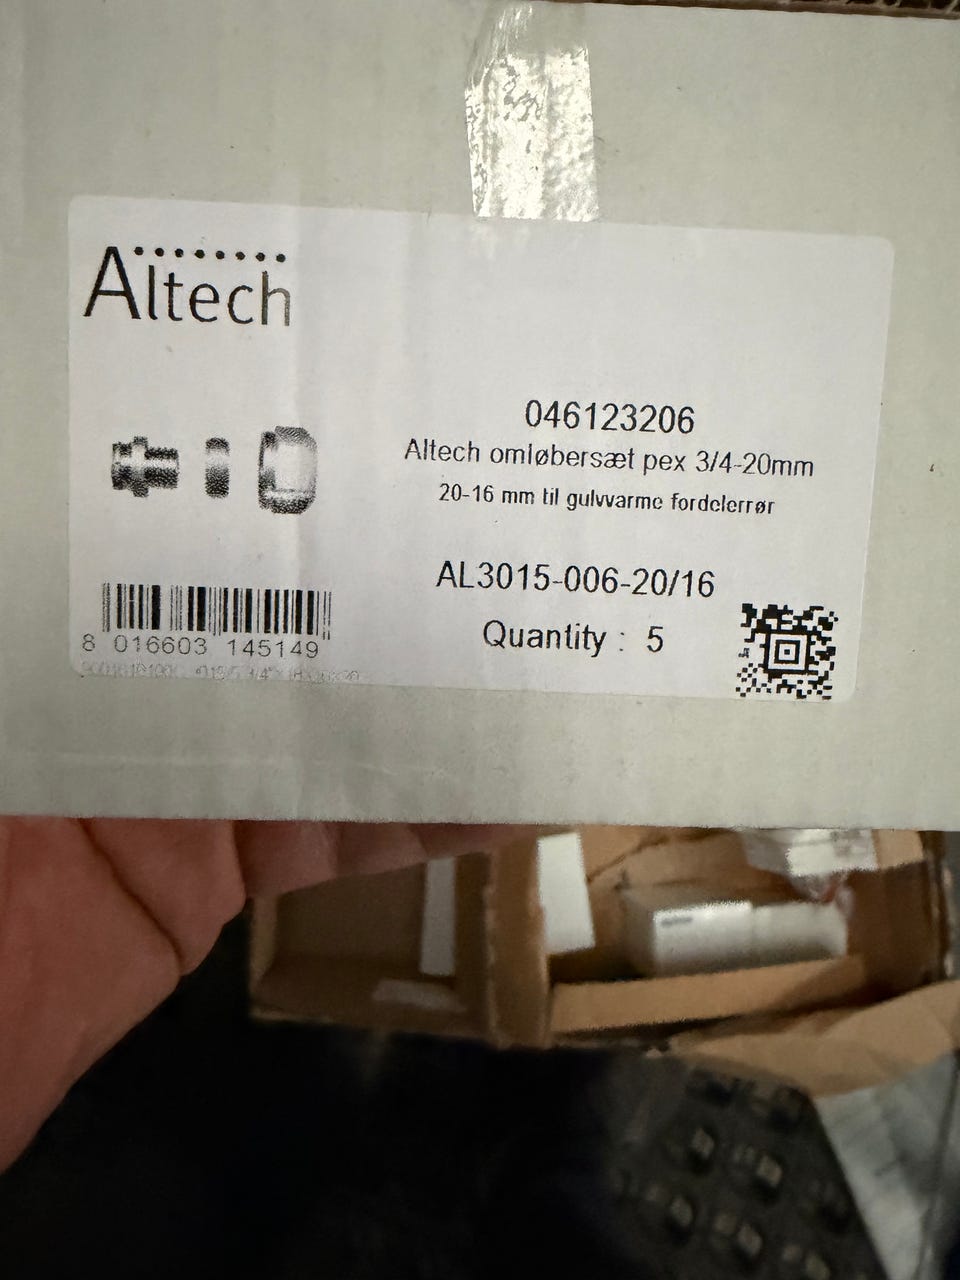 Altech
046123206
Altech omløbersæt pex 3/4-20mm
20-16 mm til gulvvarme fordelerrør
AL3015-006-20/16
Quantity : 5
8 016603 145149